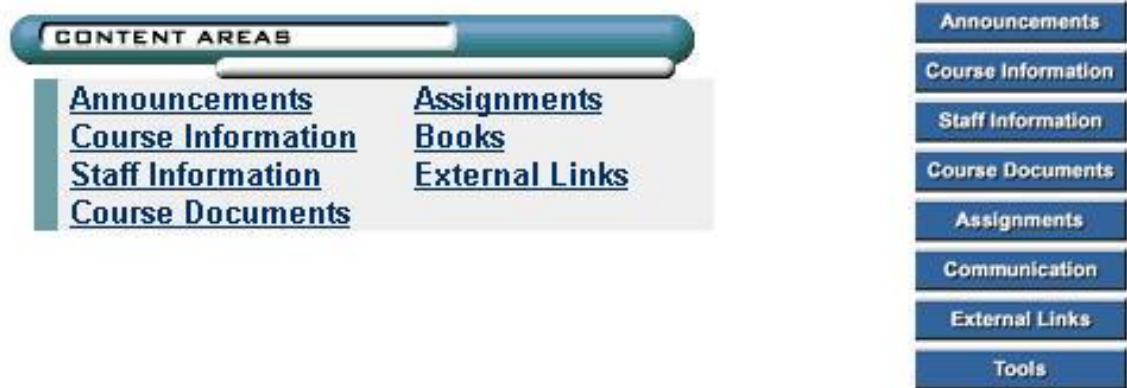 CONTENT AREAS
Announcements
Course Information
Staff Information
Course Documents
Assignments
Books
External Links
Announcements
Course Information
Staff Information
Course Documents
Assignments
Communication
External Links
Tools